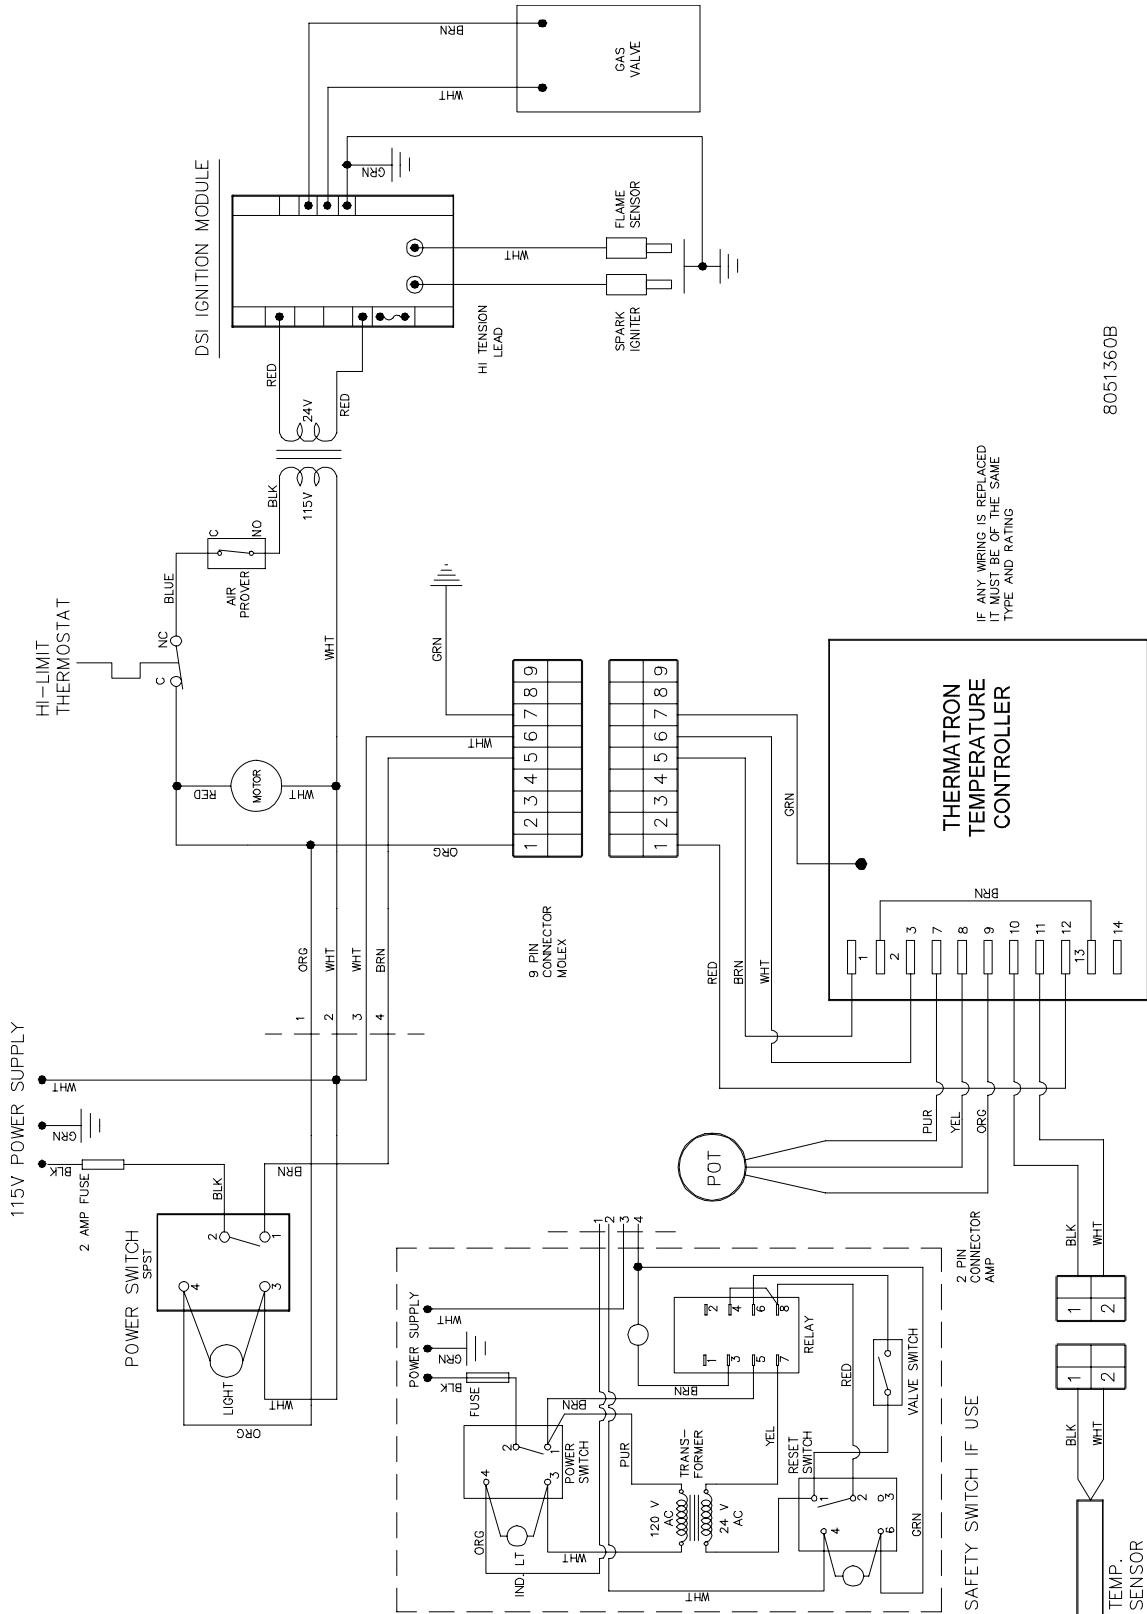 115V POWER SUPPLY
BLK
GRN
WHT
2 AMP FUSE
POWER SWITCH
SPST
BLK
2
1
4
3
LIGHT
BRN
WHT
ORG
1
2
3
4
ORG
WHT
WHT
BRN
HI-LIMIT
THERMOSTAT
C
NC
RED
MOTOR
WHT
BLUE
AIR
PROVER
C
NO
BLK
WHT
115V
24V
RED
RED
DSI IGNITION MODULE
HI TENSION
LEAD
GRN
WHT
BRN
WHT
GAS
VALVE
SPARK
IGNITER
FLAME
SENSOR
ORG
WHT
GRN
9 PIN
CONNECTOR
MOLEX
1 2 3 4 5 6 7 8 9
1 2 3 4 5 6 7 8 9
RED
BRN
WHT
GRN
THERMATRON
TEMPERATURE
CONTROLLER
BRN
1
2
3
7
8
9
10
11
12
13
14
IF ANY WIRING IS REPLACED
IT MUST BE OF THE SAME
TYPE AND RATING
8051360B
POT
PUR
YEL
ORG
2 PIN
CONNECTOR
AMP
BLK
WHT
1
2
1
2
BLK
WHT
TEMP.
SENSOR
POWER SUPPLY
BLK
GRN
WHT
FUSE
2
1
4
3
POWER
SWITCH
ORG
IND. LT
WHT
BRN
PUR
BRN
1
2
3
4
120 V
AC
TRANS-
FORMER
24 V
AC
YEL
RELAY
1
3
5
7
2
4
6
8
RED
VALVE SWITCH
RESET
SWITCH
1
2
3
4
6
WHT
GRN
SAFETY SWITCH IF USE